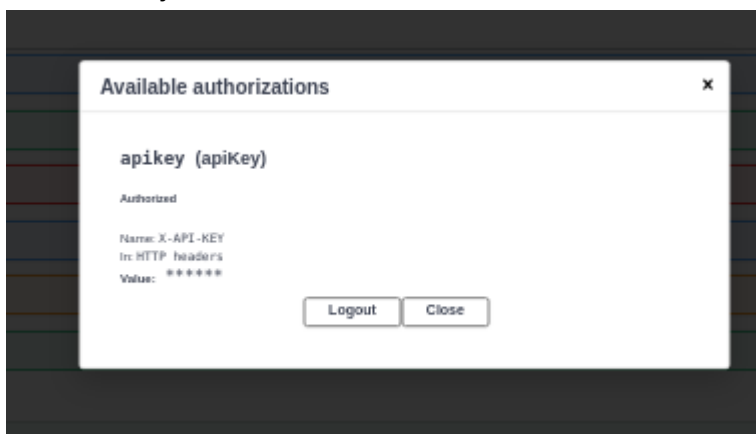 Available authorizations
×
apikey (apiKey)
Authorized
Name: X-API-KEY
In: HTTP headers
Value: ******
Logout
Close